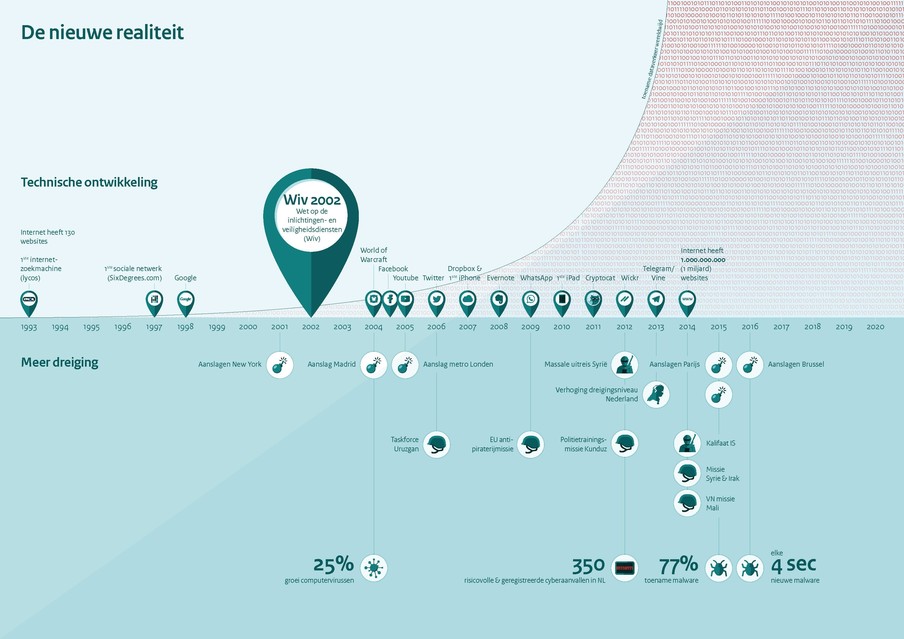 De nieuwe realiteit
toename dataverkeer wereldwijd
Technische ontwikkeling
Internet heeft 130
websites
1ste internet-
zoekmachine
(lycos)
1ste sociale netwerk
(SixDegrees.com)
Google
Google
Wiv 2002
Wet op de
inlichtingen- en
veiligheidsdiensten
(Wiv)
World of
Warcraft
Facebook
Youtube
Twitter
Dropbox &
1ste iPhone
Evernote
WhatsApp
1ste iPad
Cryptocat
Wickr
Telegram/
Vine
Internet heeft
1.000.000.000
(1 miljard)
websites
www
1993 1994 1995 1996 1997 1998 1999 2000 2001 2002 2003 2004 2005 2006 2007 2008 2009 2010 2011 2012 2013 2014 2015 2016 2017 2018 2019 2020
Meer dreiging
Aanslagen New York
Aanslag Madrid
Aanslag metro Londen
Massale uitreis Syrië
Aanslagen Parijs
Aanslagen Brussel
Verhoging dreigingsniveau
Nederland
Taskforce
Uruzgan
EU anti-
piraterijmissie
Politietrainings-
missie Kunduz
Kalifaat IS
Missie
Syrie & Irak
VN missie
Mali
25%
groei computervirussen
350
risicovolle & geregistreerde cyberaanvallen in NL
77%
toename malware
elke
4 sec
nieuwe malware